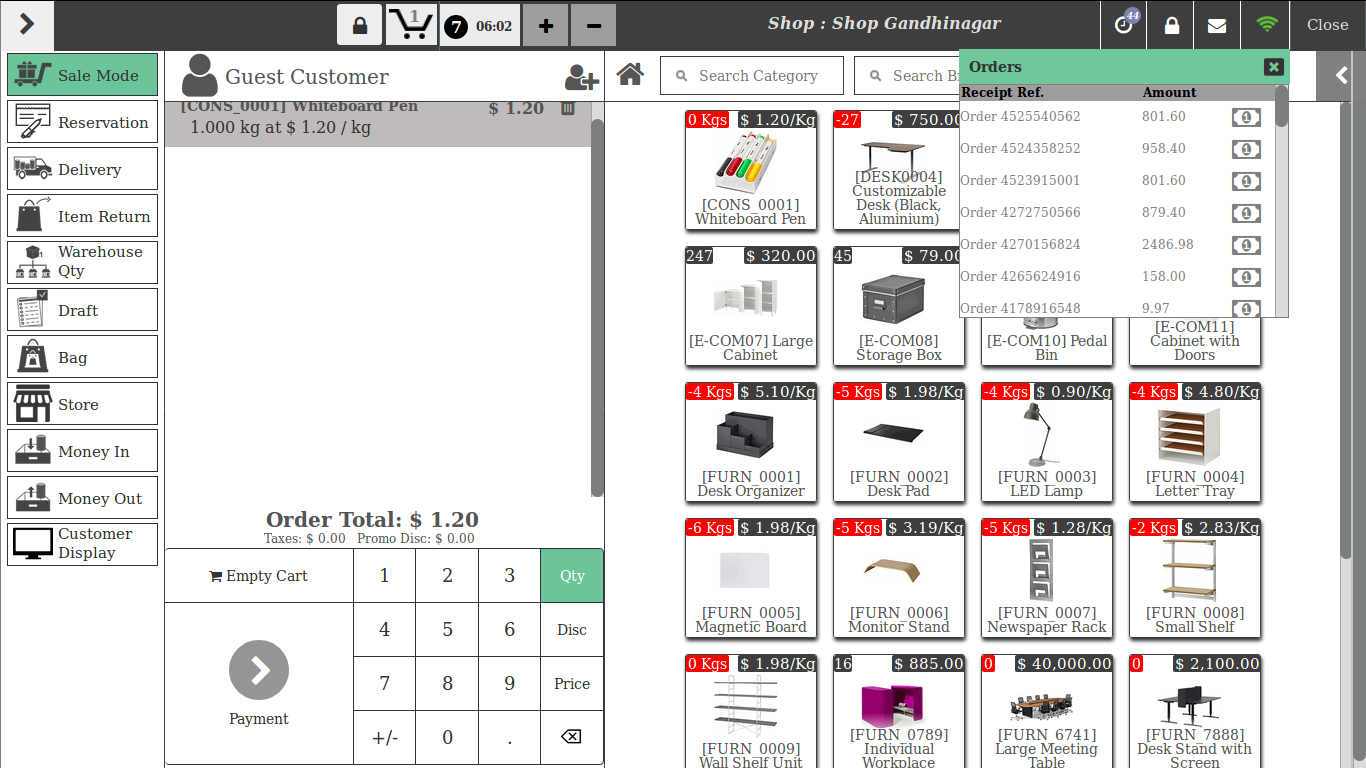 1
7 06:02
+
−
Shop : Shop Gandhinagar
44
Close
Sale Mode
Reservation
Delivery
Item Return
Warehouse
Qty
Draft
Bag
Store
Money In
Money Out
Customer
Display
Guest Customer
[CONS_0001] Whiteboard Pen $ 1.20
1.000 kg at $ 1.20 / kg
Order Total: $ 1.20
Taxes: $ 0.00 Promo Disc: $ 0.00
Empty Cart 1 2 3 Qty
4 5 6 Disc
7 8 9 Price
Payment
+/- 0 .
Search Category
Search
Orders
Receipt Ref. Amount
Order 4525540562 801.60 1
Order 4524358252 958.40 1
Order 4523915001 801.60 1
Order 4272750566 879.40 1
Order 4270156824 2486.98 1
Order 4265624916 158.00 1
Order 4178916548 9.97 1
0 Kgs $ 1.20/Kg
[CONS_0001]
Whiteboard Pen
-27 $ 750.00
[DESK0004]
Customizable
Desk (Black,
Aluminium)
247 $ 320.00
[E-COM07] Large
Cabinet
45 $ 79.00
[E-COM08]
Storage Box
[E-COM10] Pedal
Bin
[E-COM11]
Cabinet with
Doors
-4 Kgs $ 5.10/Kg
[FURN_0001]
Desk Organizer
-5 Kgs $ 1.98/Kg
[FURN_0002]
Desk Pad
-4 Kgs $ 0.90/Kg
[FURN_0003]
LED Lamp
-4 Kgs $ 4.80/Kg
[FURN_0004]
Letter Tray
-6 Kgs $ 1.98/Kg
[FURN_0005]
Magnetic Board
-5 Kgs $ 3.19/Kg
[FURN_0006]
Monitor Stand
-5 Kgs $ 1.28/Kg
[FURN_0007]
Newspaper Rack
-2 Kgs $ 2.83/Kg
[FURN_0008]
Small Shelf
0 Kgs $ 1.98/Kg
[FURN_0009]
Wall Shelf Unit
16 $ 885.00
[FURN_0789]
Individual
Workplace
0 $ 40,000.00
[FURN_6741]
Large Meeting
Table
0 $ 2,100.00
[FURN_7888]
Desk Stand with
Screen